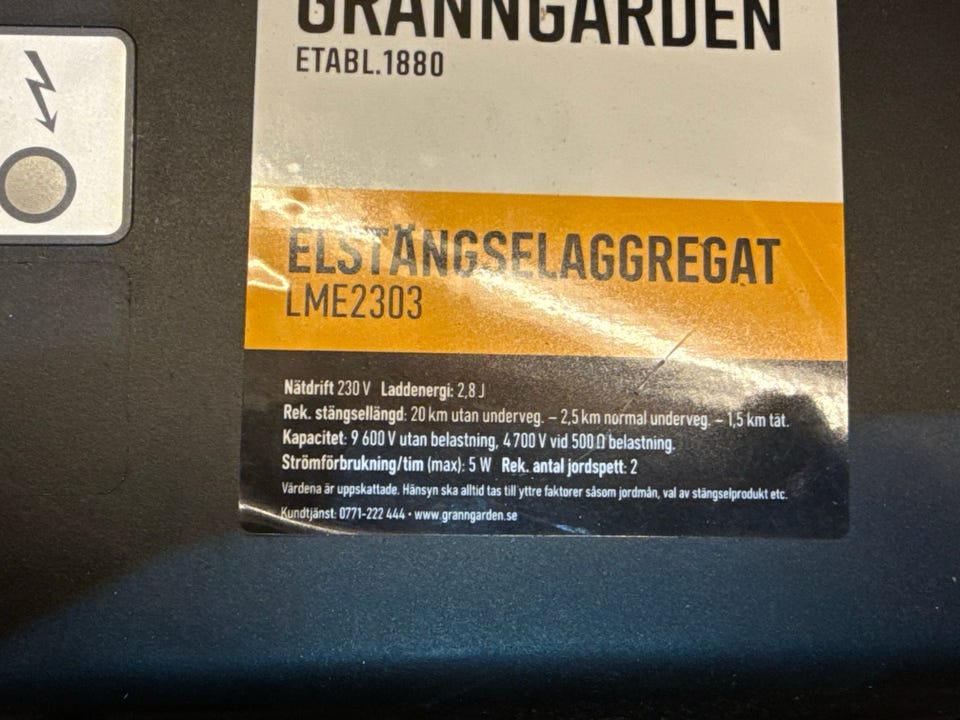 GRANNGÅRDEN
ETABL.1880
ELSTÄNGSELAGGREGAT
LME2303
Nätdrift 230 V Laddenergi: 2,8 J
Rek. stängsellängd: 20 km utan underveg. – 2,5 km normal underveg. – 1,5 km tät.
Kapacitet: 9 600 V utan belastning, 4 700 V vid 500 Ω belastning.
Strömförbrukning/tim (max): 5 W Rek. antal jordspett: 2
Värdena är uppskattade. Hänsyn ska alltid tas till yttre faktorer såsom jordmån, val av stängselprodukt etc.
Kundtjänst: 0771-222 444 • www.granngarden.se